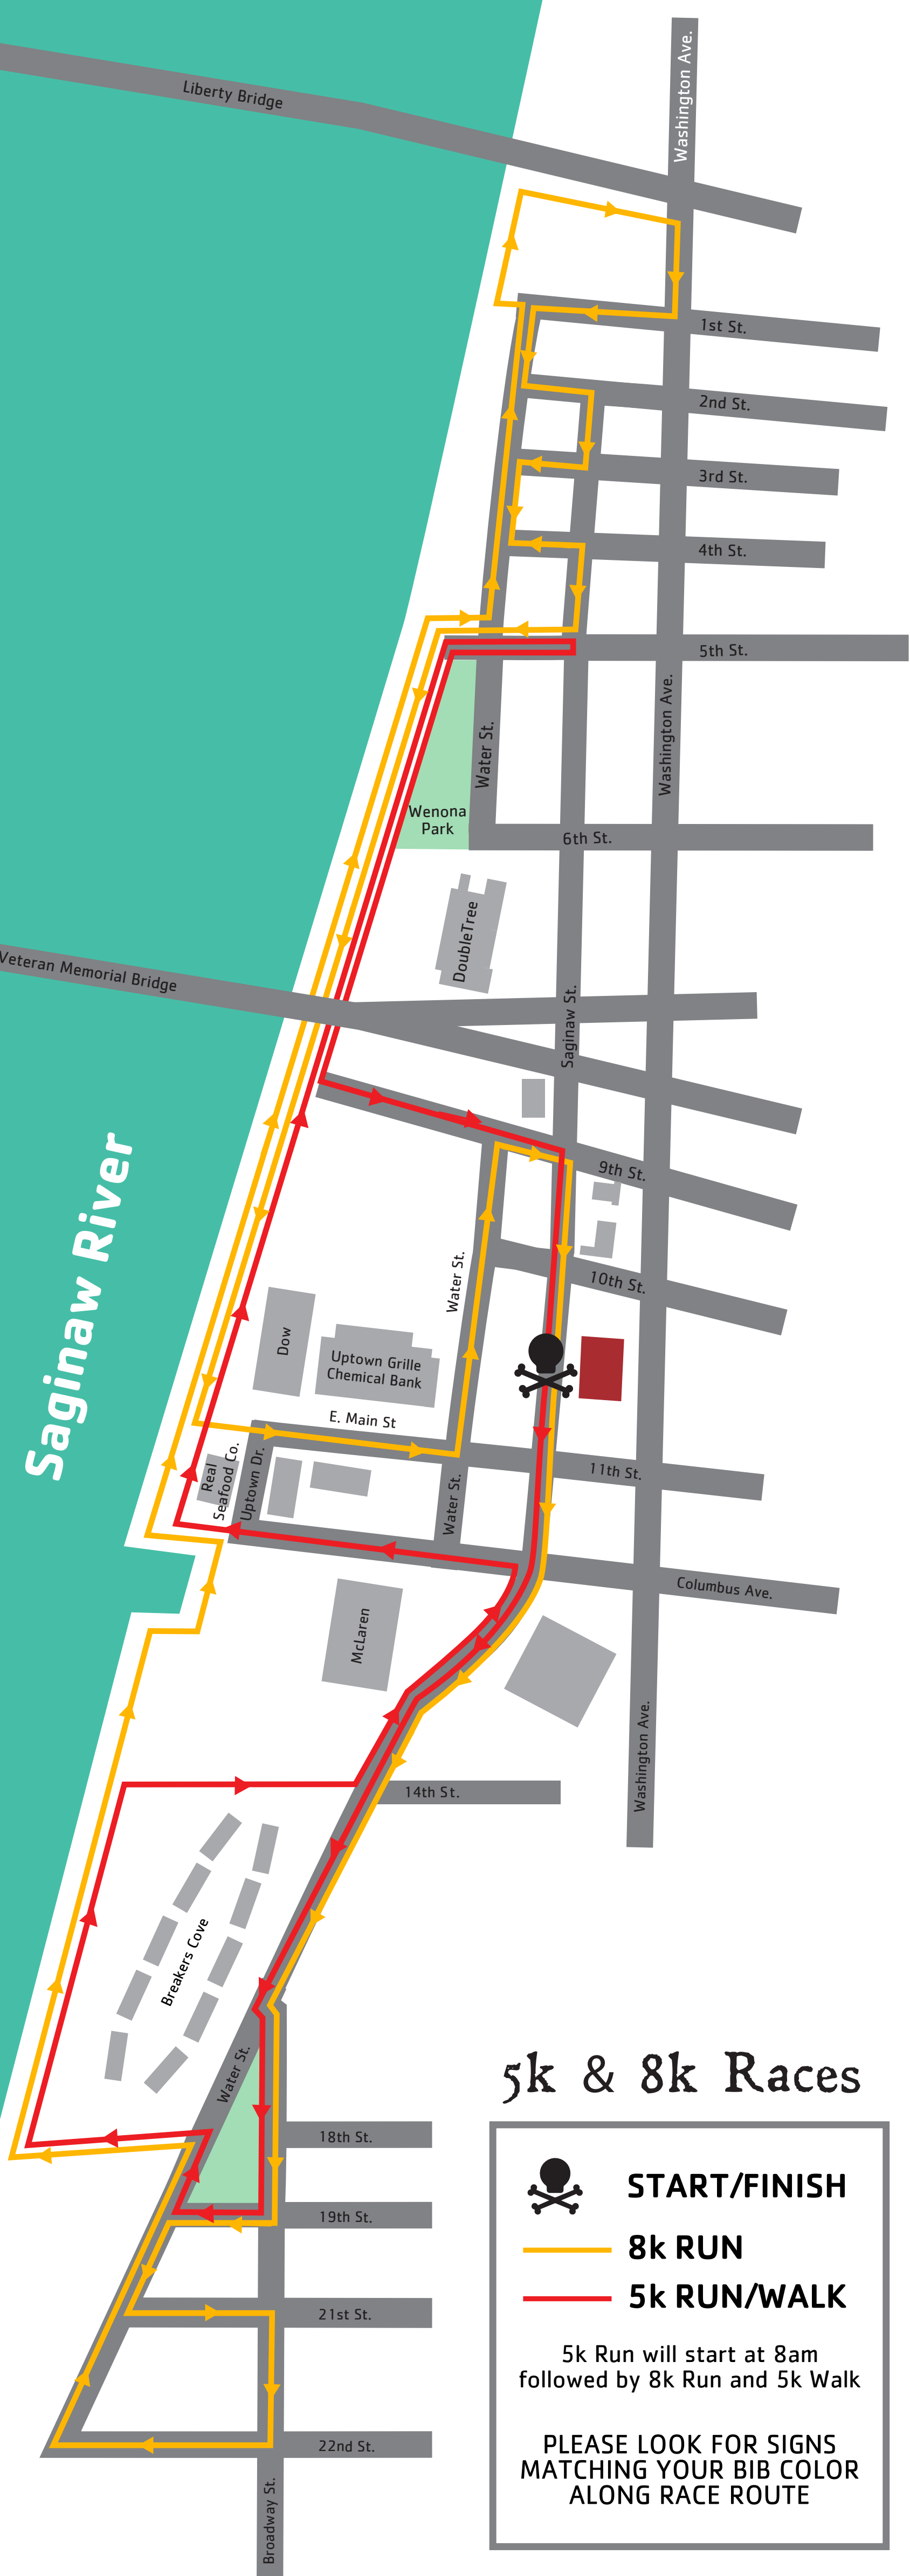 Washington Ave.
Liberty Bridge
1st St.
2nd St.
3rd St.
4th St.
5th St.
Water St.
Washington Ave.
Wenona
Park
6th St.
DoubleTree
Veteran Memorial Bridge
Saginaw St.
Saginaw River
9th St.
10th St.
Water St.
Dow
Uptown Grille
Chemical Bank
E. Main St
Real
Seafood Co.
Uptown Dr.
Water St.
11th St.
Columbus Ave.
McLaren
Washington Ave.
14th St.
Breakers Cove
Water St.
18th St.
19th St.
21st St.
22nd St.
Broadway St.
5k & 8k Races
START/FINISH
8k RUN
5k RUN/WALK
5k Run will start at 8am
followed by 8k Run and 5k Walk
PLEASE LOOK FOR SIGNS
MATCHING YOUR BIB COLOR
ALONG RACE ROUTE